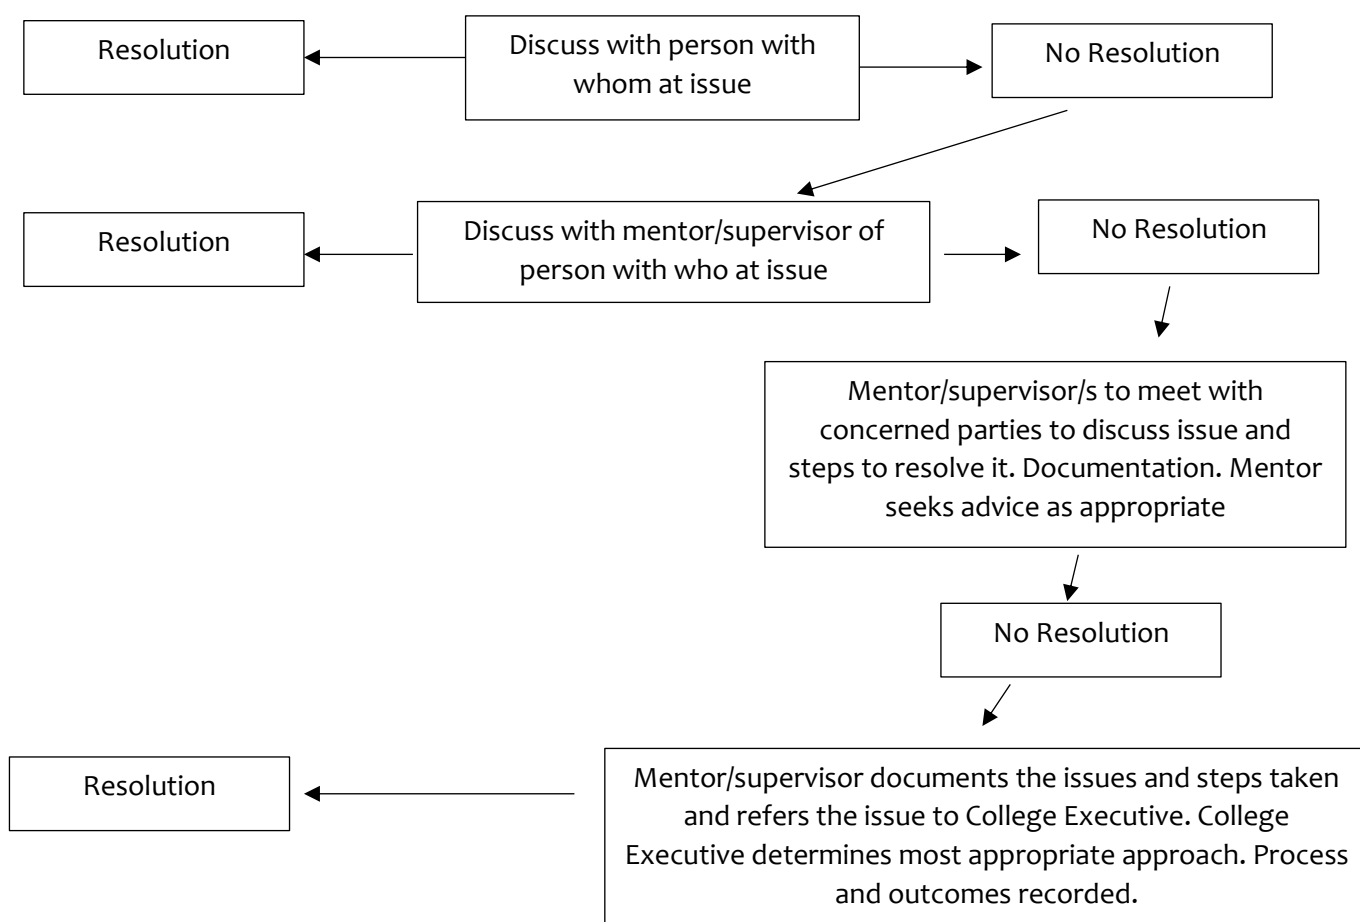 Resolution
Discuss with person with
whom at issue
No Resolution
Resolution
Discuss with mentor/supervisor of
person with who at issue
No Resolution
Mentor/supervisor/s to meet with
concerned parties to discuss issue and
steps to resolve it. Documentation. Mentor
seeks advice as appropriate
No Resolution
Resolution
Mentor/supervisor documents the issues and steps taken
and refers the issue to College Executive. College
Executive determines most appropriate approach. Process
and outcomes recorded.